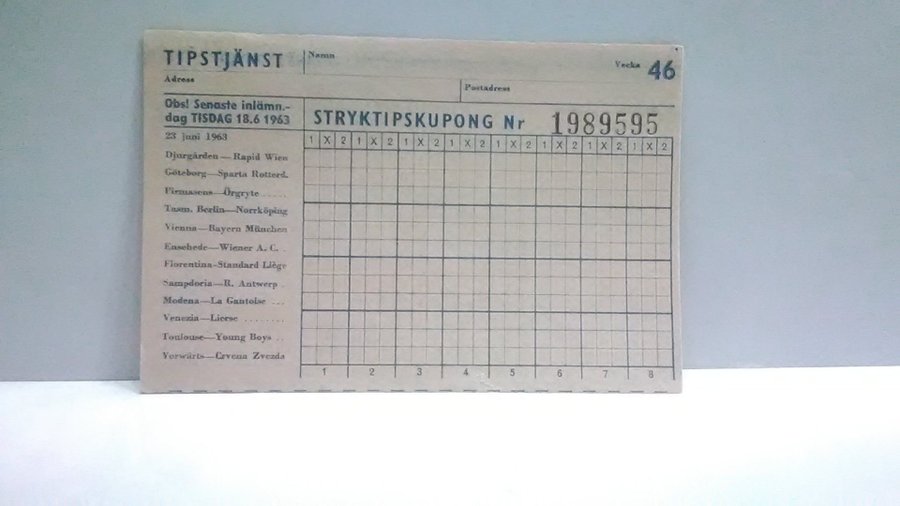 TIPSTJÄNST Namn Vecka 46
Adress Postadress
Obs! Senaste inlämn.-
dag TISDAG 18.6 1963
STRYKTIPSKUPONG Nr 1989595
23 juni 1963
1 X 2 1 X 2 1 X 2 1 X 2 1 X 2 1 X 2 1 X 2 1 X 2
Djurgården—Rapid Wien
Göteborg—Sparta Rotterd.
Pirmasens—Örgryte ......
Tasm. Berlin—Norrköping
Vienna—Bayern München
Enschede—Wiener A. C. .
Florentina-Standard Liège
Sampdoria—R. Antwerp .
Modena—La Gantoise ...
Venezia—Lierse ........
Toulouse—Young Boys ..
Vorwärts—Crvena Zvezda
1 2 3 4 5 6 7 8